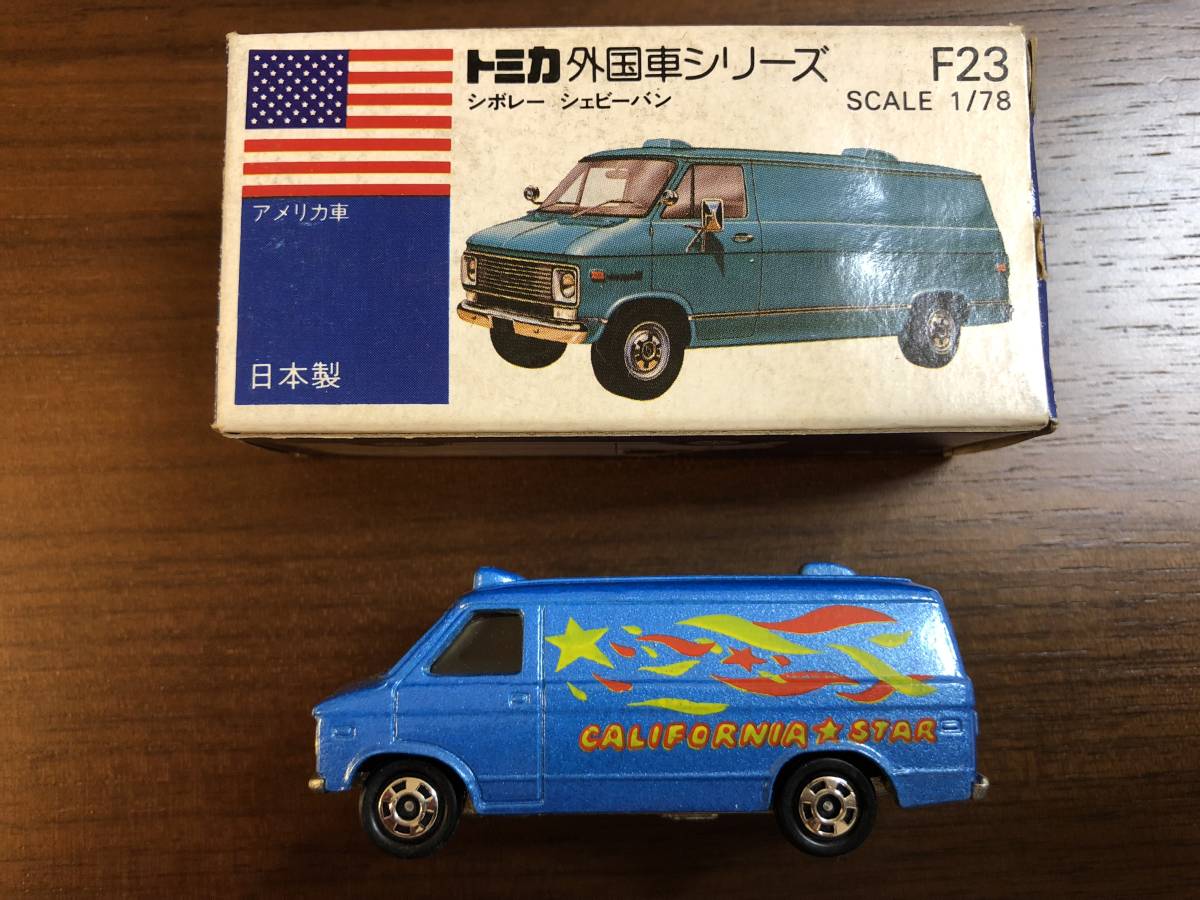 トミカ 外国車シリーズ F23
シボレー シェビーバン SCALE 1/78
アメリカ車
日本製
CALIFORNIA★STAR